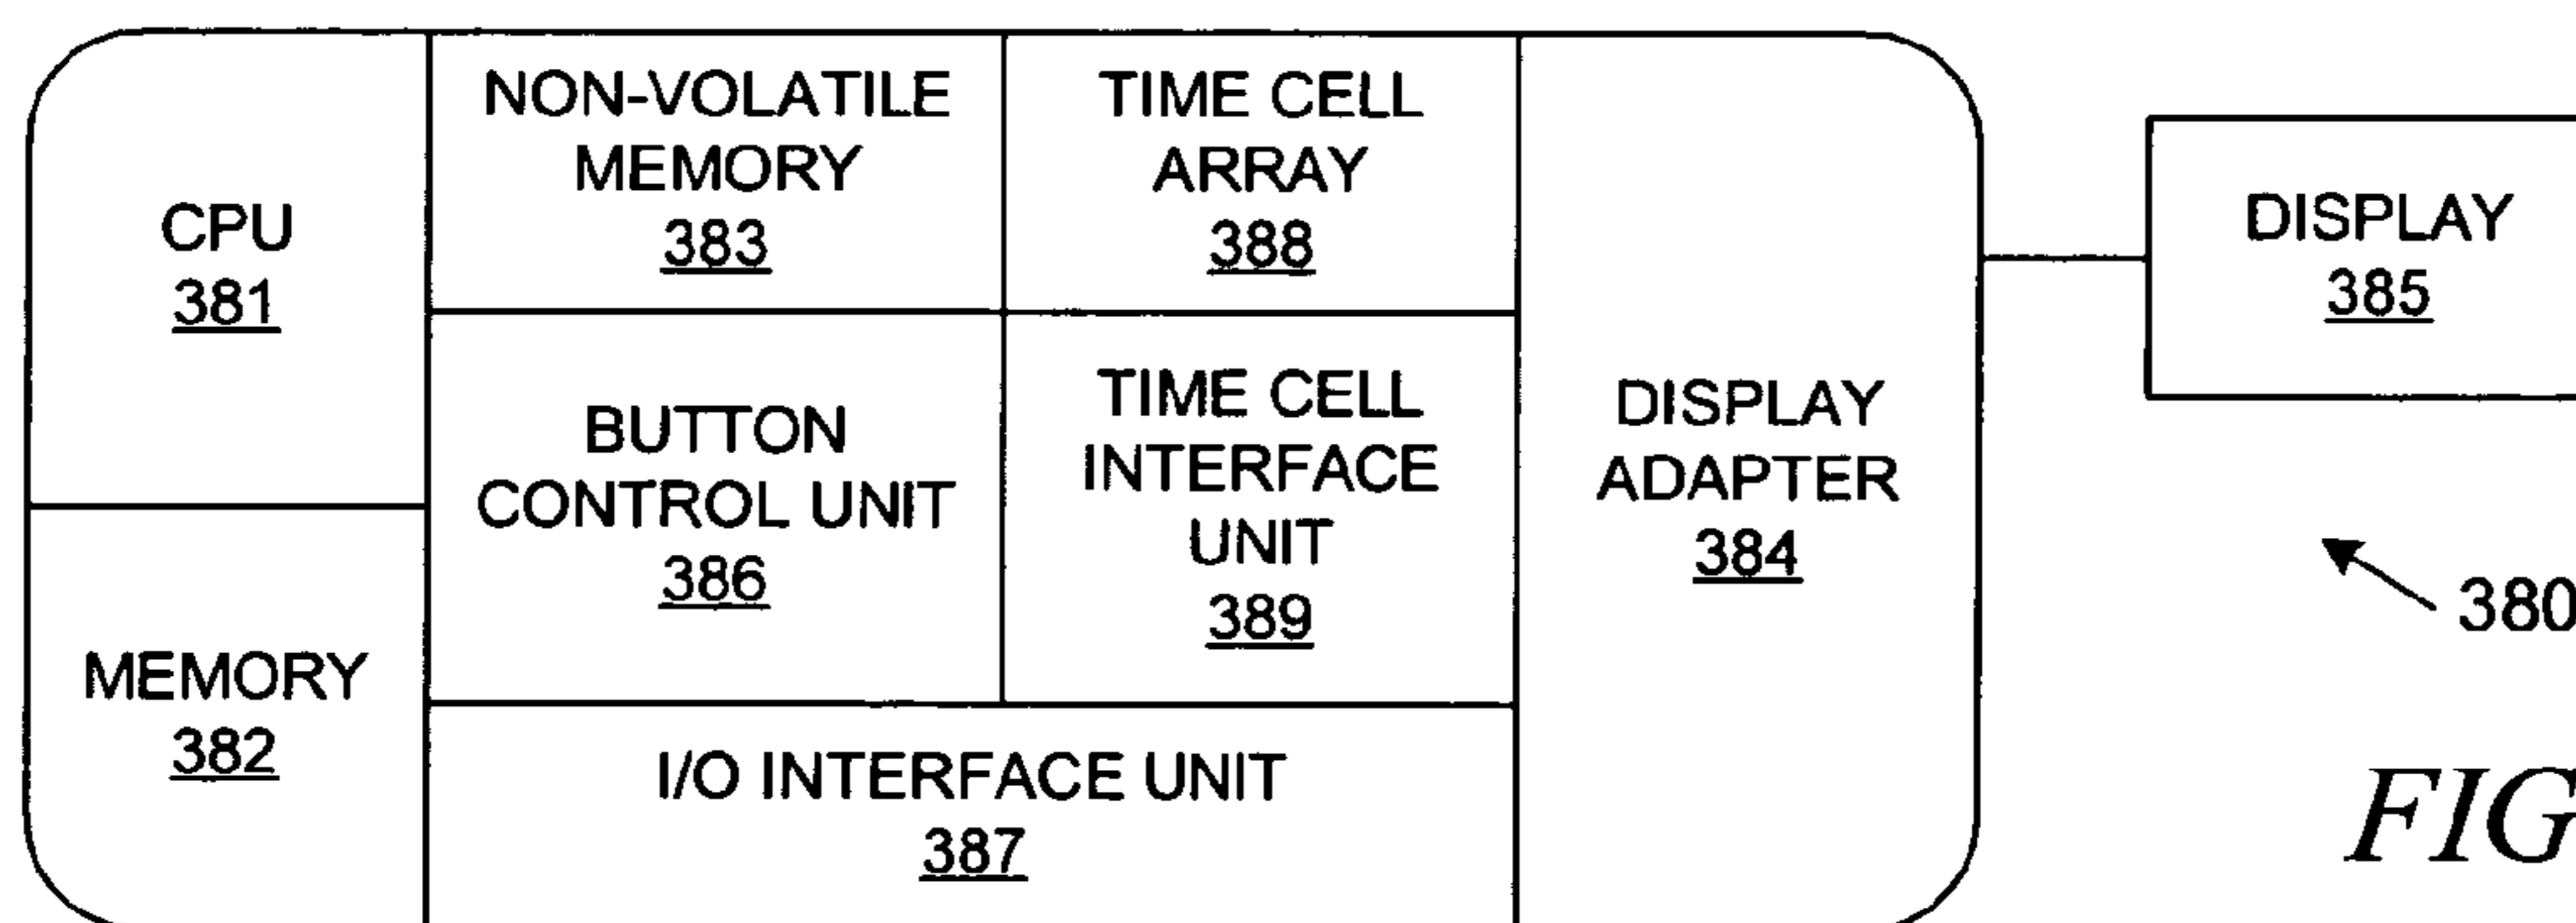 CPU
381
MEMORY
382
NON-VOLATILE
MEMORY
383
BUTTON
CONTROL UNIT
386
TIME CELL
ARRAY
388
TIME CELL
INTERFACE
UNIT
389
I/O INTERFACE UNIT
387
DISPLAY
ADAPTER
384
DISPLAY
385
380
FIG